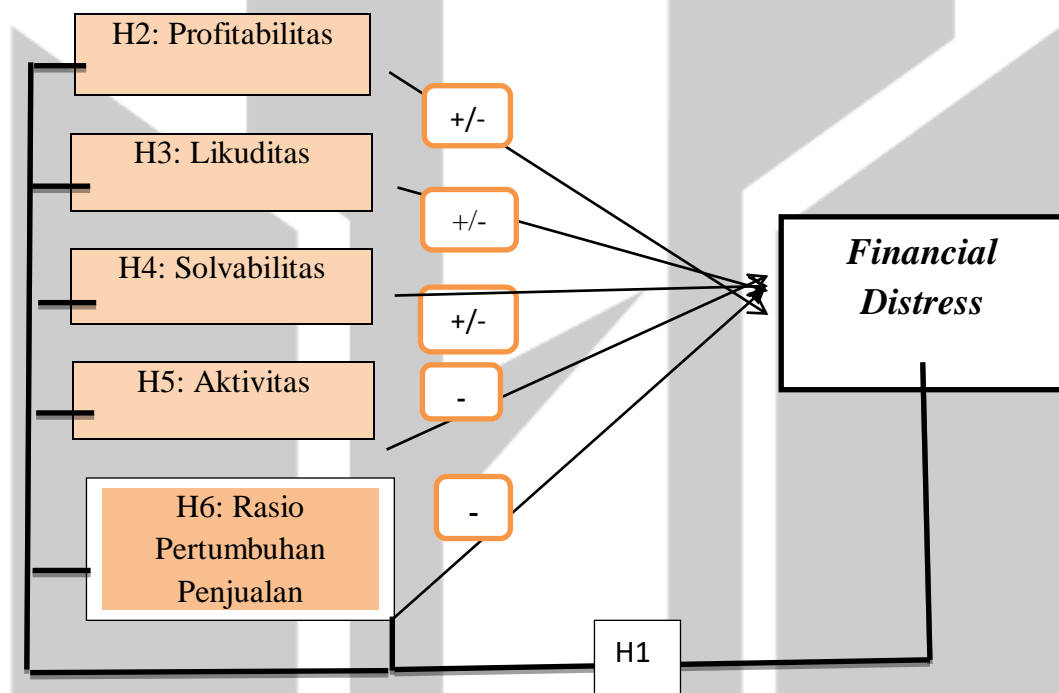 H2: Profitabilitas
+/-
H3: Likuditas
+/-
H4: Solvabilitas
+/-
H5: Aktivitas
-
H6: Rasio
Pertumbuhan
Penjualan
-
Financial
Distress
H1